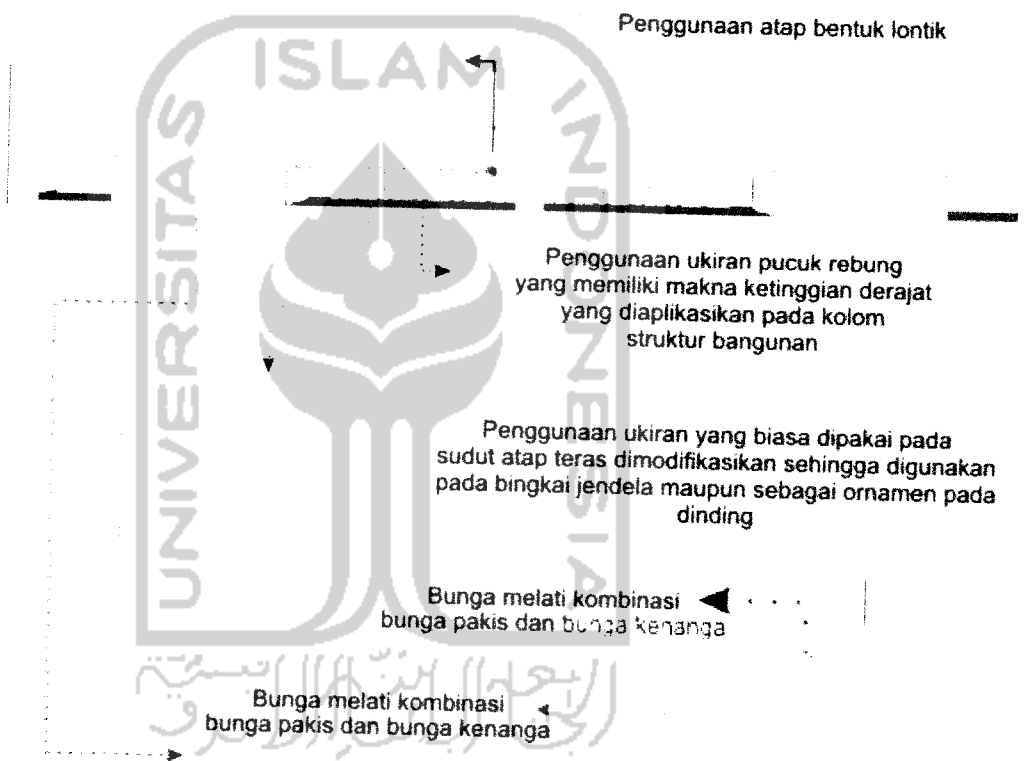 Penggunaan atap bentuk lontik
ISLAM
UNIVERSITAS
INDONESIA
Penggunaan ukiran pucuk rebung
yang memiliki makna ketinggian derajat
yang diaplikasikan pada kolom
struktur bangunan
Penggunaan ukiran yang biasa dipakai pada
sudut atap teras dimodifikasikan sehingga digunakan
pada bingkai jendela maupun sebagai ornamen pada
dinding
Bunga melati kombinasi
bunga pakis dan bunga kenanga
Bunga melati kombinasi
bunga pakis dan bunga kenanga